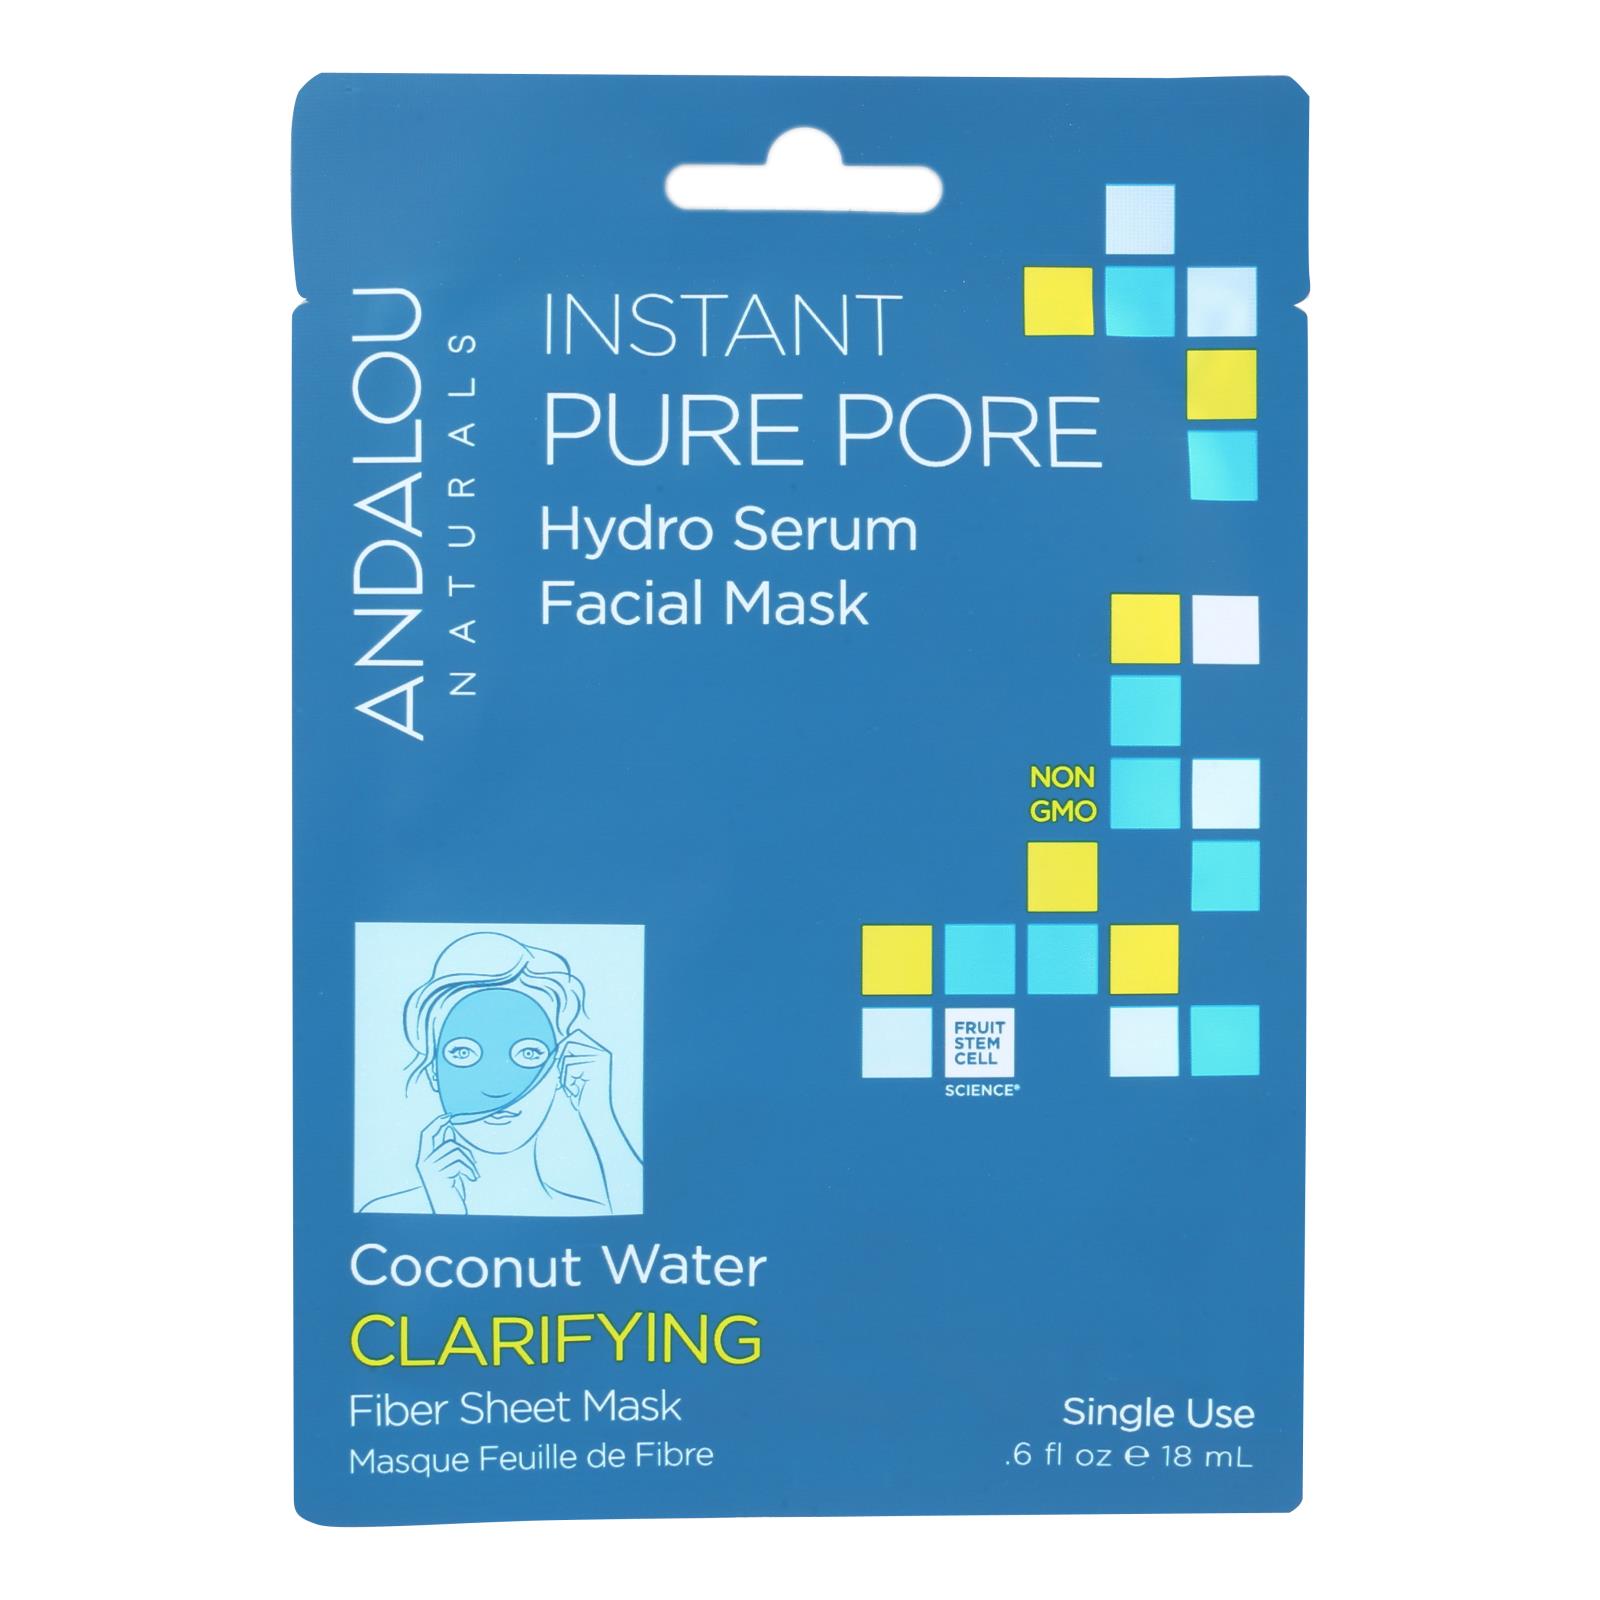 ANDALOU
NATURALS
INSTANT
PURE PORE
Hydro Serum
Facial Mask
NON
GMO
FRUIT
STEM
CELL
SCIENCE®
Coconut Water
CLARIFYING
Fiber Sheet Mask
Masque Feuille de Fibre
Single Use
.6 fl oz ℮ 18 mL